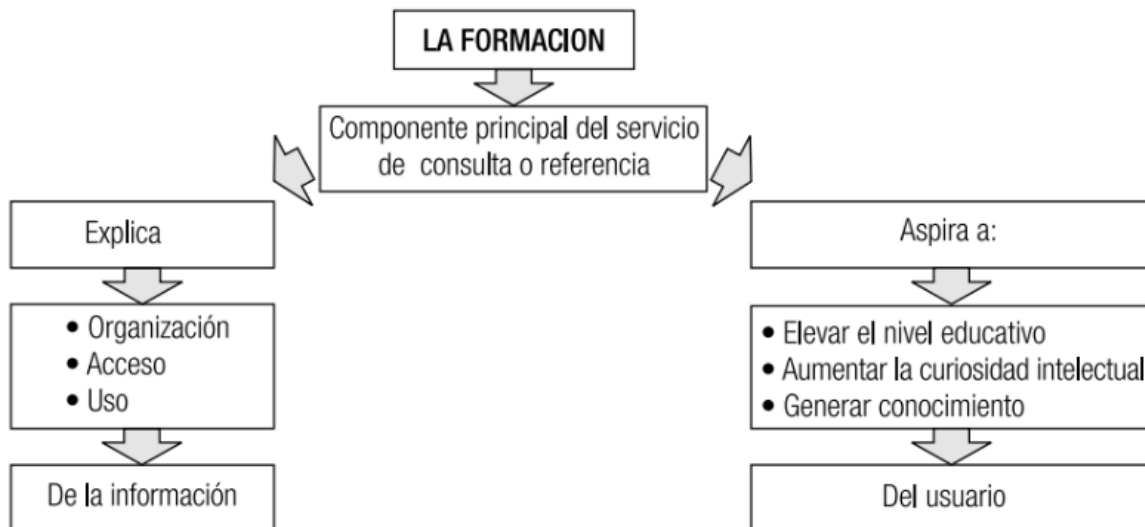 LA FORMACION
Componente principal del servicio
de consulta o referencia
Explica
• Organización
• Acceso
• Uso
De la información
Aspira a:
• Elevar el nivel educativo
• Aumentar la curiosidad intelectual
• Generar conocimiento
Del usuario